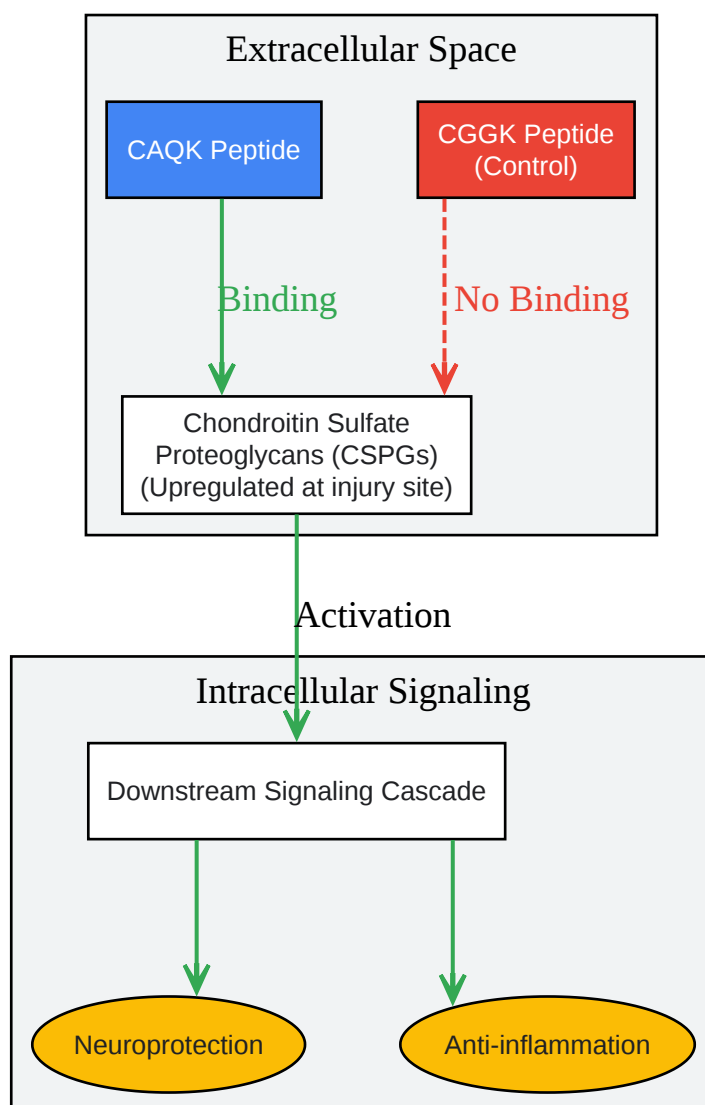 Extracellular Space
CAQK Peptide
CGGK Peptide
(Control)
Binding
No Binding
Chondroitin Sulfate
Proteoglycans (CSPGs)
(Upregulated at injury site)
Activation
Intracellular Signaling
Downstream Signaling Cascade
Neuroprotection
Anti-inflammation